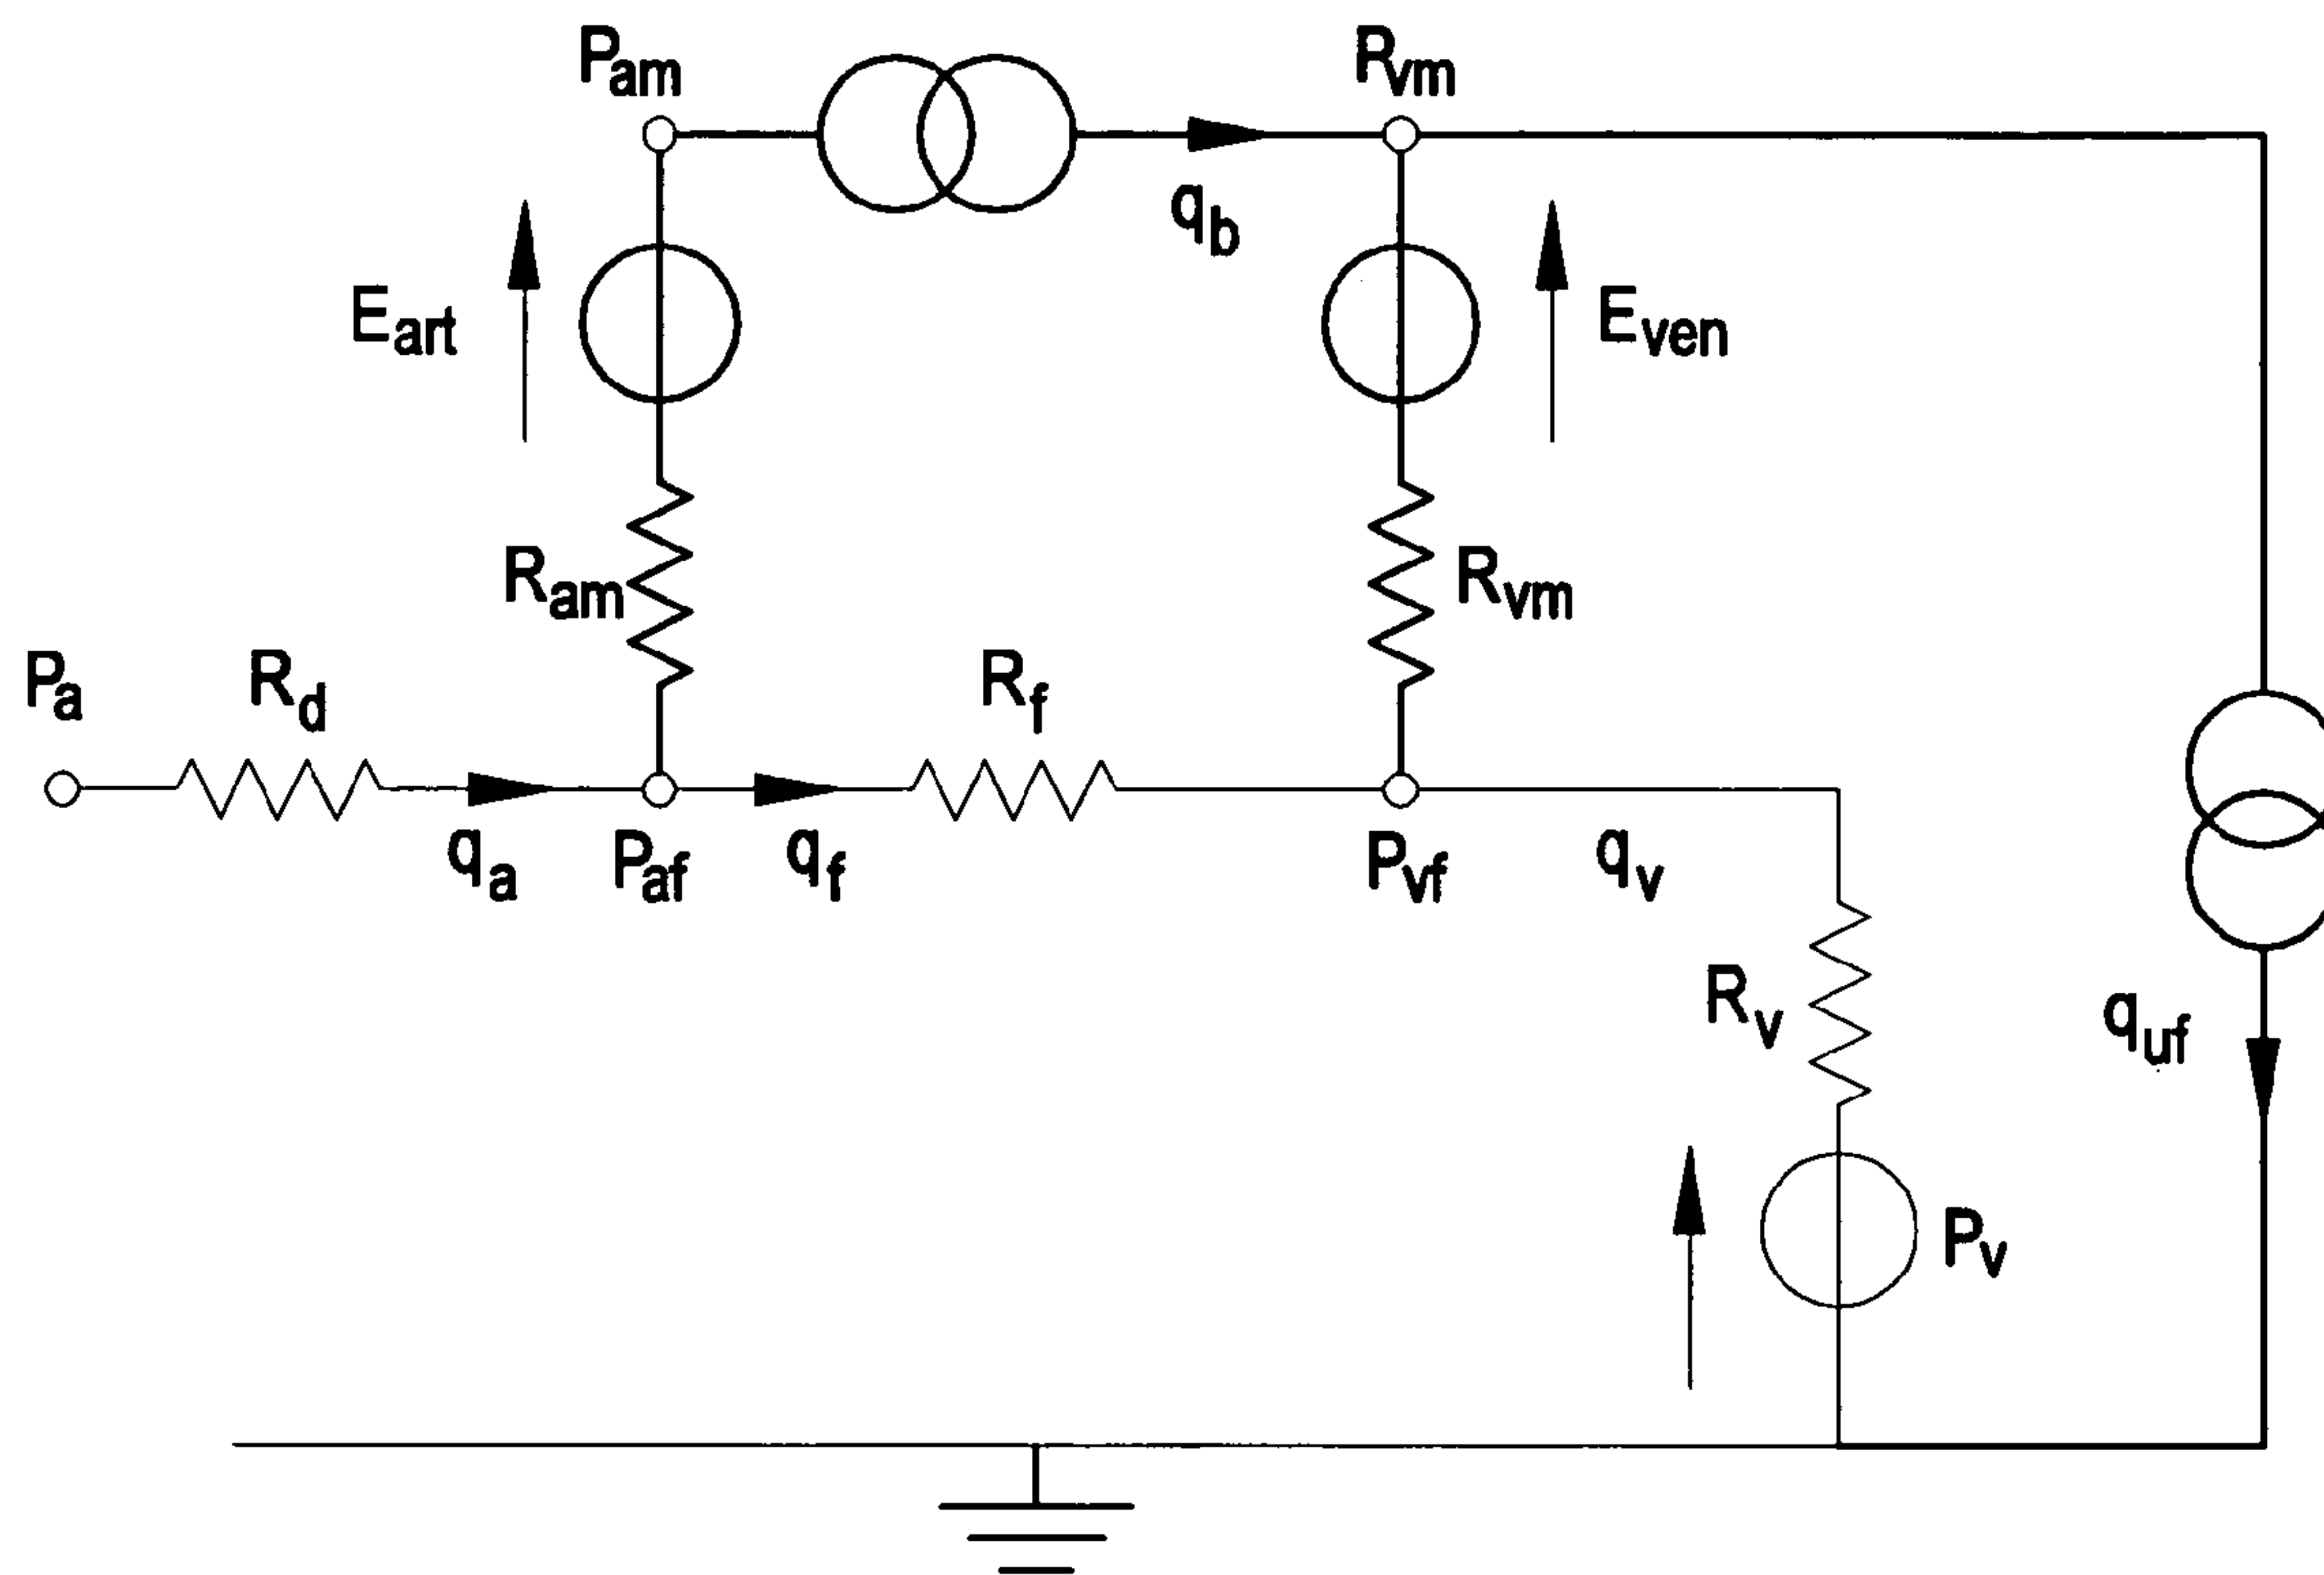 Pam
Rvm
qb
Eart
Even
Ram
Rvm
Pa
Rd
Rf
qa
Paf
qf
Pvf
qv
Rv
quf
Pv